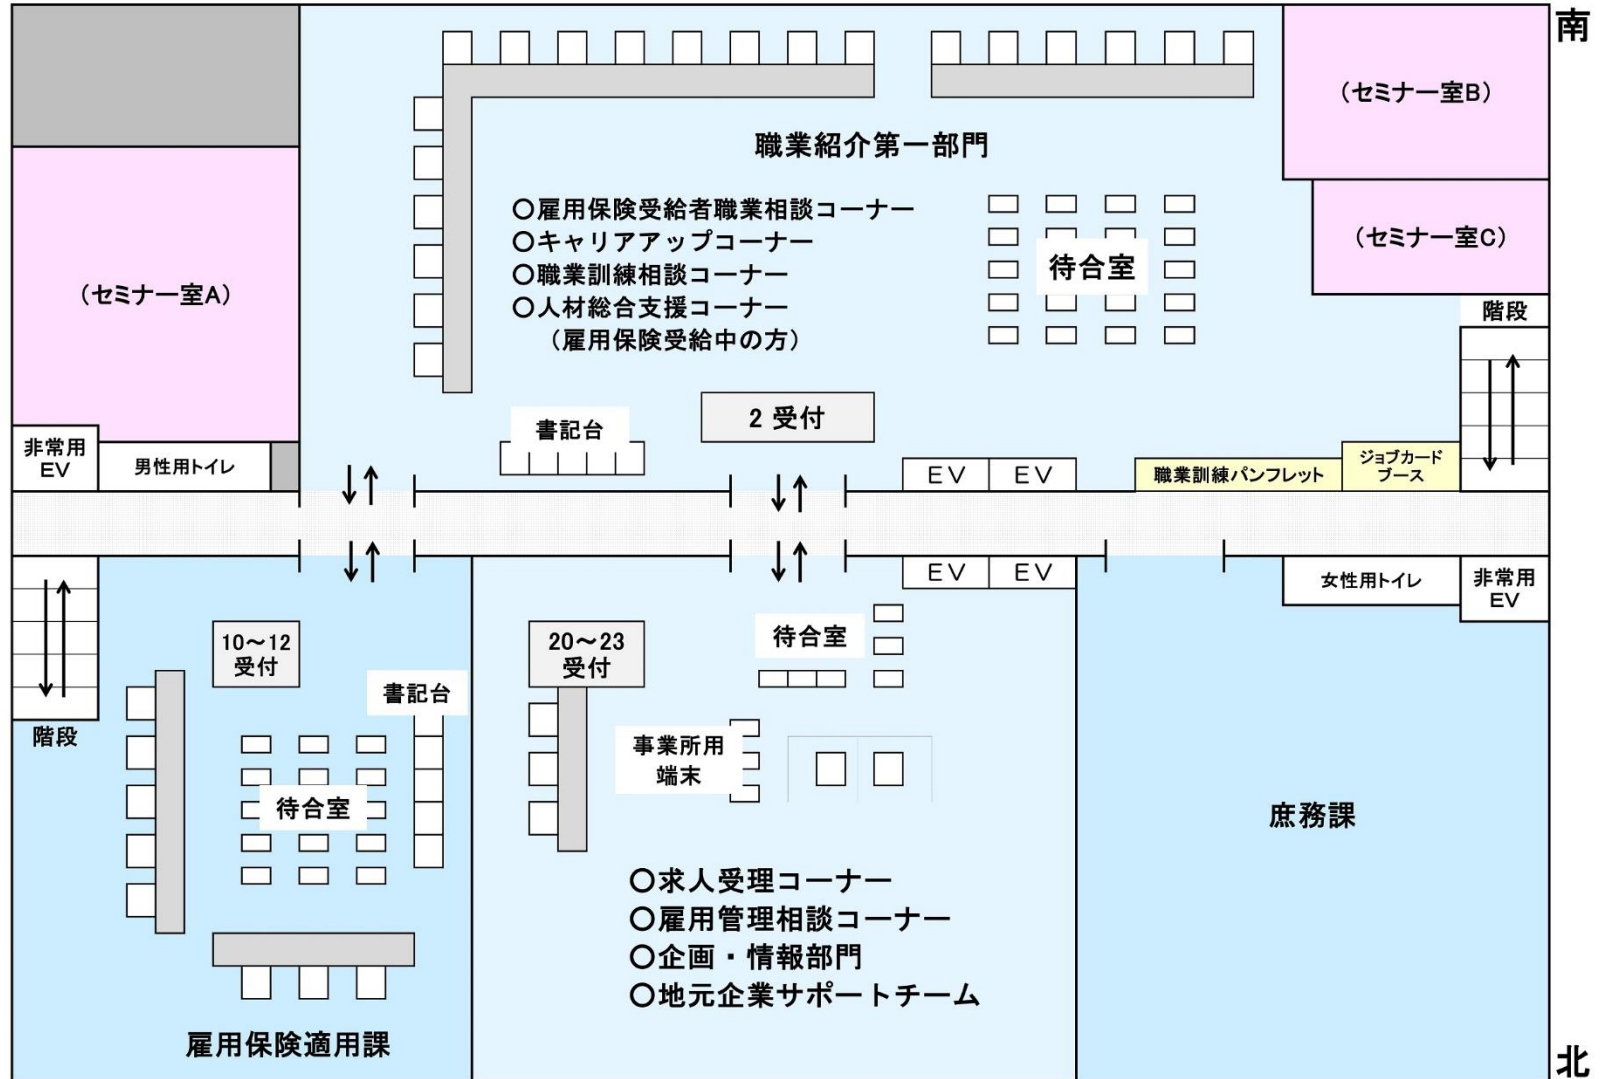 南
(セミナー室B)
職業紹介第一部門
〇雇用保険受給者職業相談コーナー
〇キャリアアップコーナー
〇職業訓練相談コーナー
〇人材総合支援コーナー
(雇用保険受給中の方)
待合室
(セミナー室C)
(セミナー室A)
階段
2 受付
書記台
非常用
EV
男性用トイレ
EV
EV
職業訓練パンフレット
ジョブカード
ブース
EV
EV
女性用トイレ
非常用
EV
階段
10~12
受付
書記台
待合室
雇用保険適用課
20~23
受付
待合室
事業所用
端末
〇求人受理コーナー
〇雇用管理相談コーナー
〇企画・情報部門
〇地元企業サポートチーム
庶務課
北